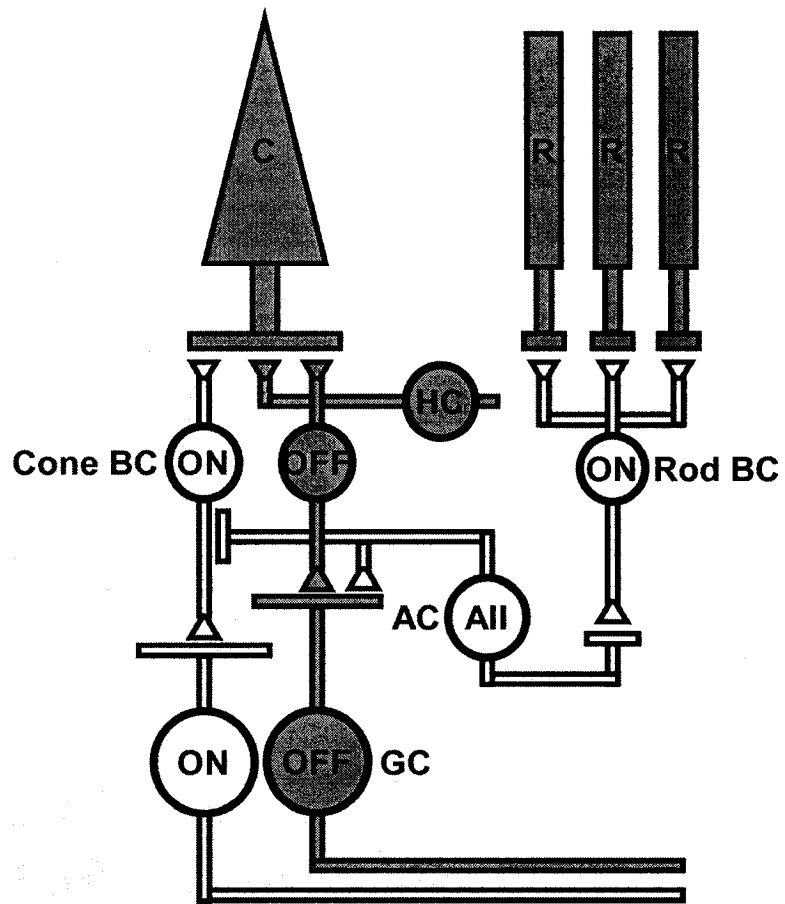 C
R R R
HC
Cone BC ON OFF ON Rod BC
AC AII
ON OFF GC